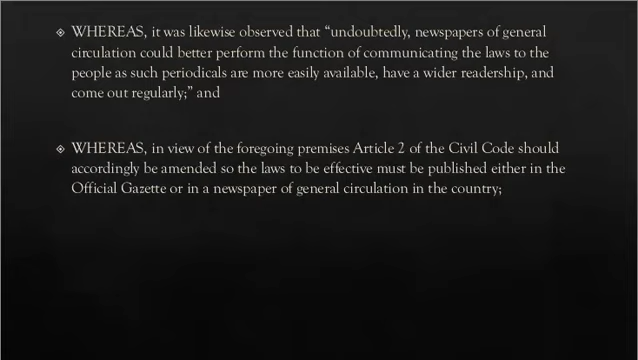 WHEREAS, it was likewise observed that “undoubtedly, newspapers of general
circulation could better perform the function of communicating the laws to the
people as such periodicals are more easily available, have a wider readership, and
come out regularly;” and
WHEREAS, in view of the foregoing premises Article 2 of the Civil Code should
accordingly be amended so the laws to be effective must be published either in the
Official Gazette or in a newspaper of general circulation in the country;